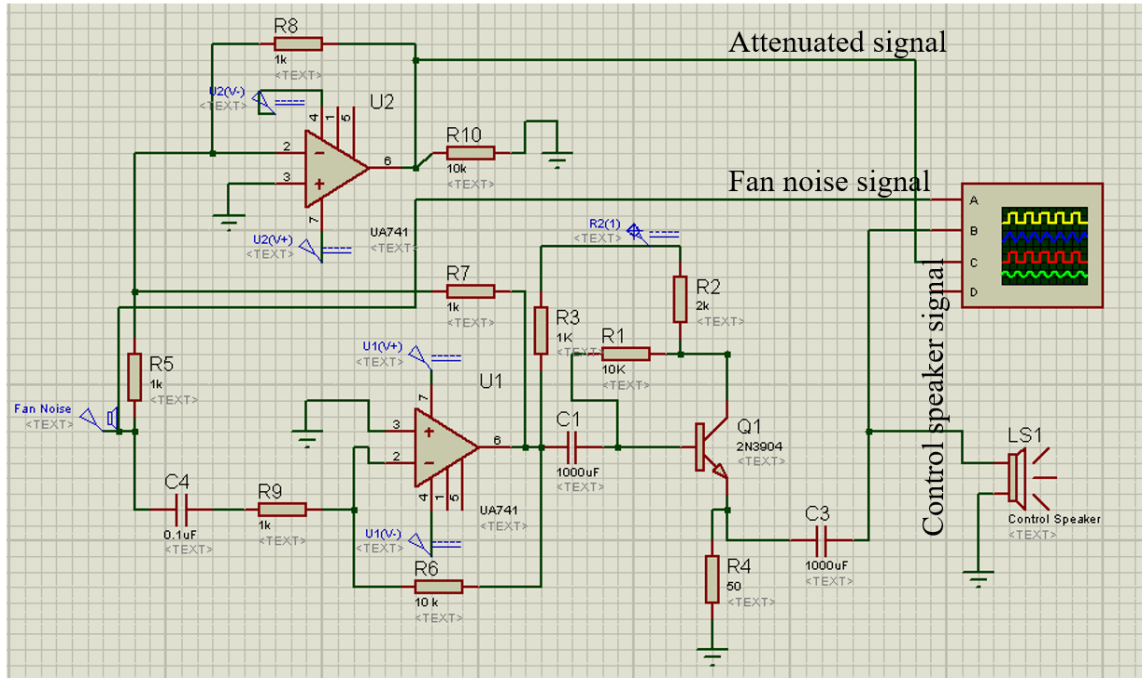 R8
1k
<TEXT>
Attenuated signal
U2(V-)
<TEXT>
U2
4
1
5
2
3
6
7
R10
10k
<TEXT>
UA741
<TEXT>
U2(V+)
<TEXT>
Fan noise signal
A
B
C
D
R2(1)
<TEXT>
R7
1k
<TEXT>
R2
2k
<TEXT>
R3
1K
<TEXT>
R1
10K
<TEXT>
U1(V+)
<TEXT>
R5
1k
<TEXT>
Fan Noise
<TEXT>
U1
7
3
2
6
4
1
5
UA741
<TEXT>
C1
1000uF
<TEXT>
Q1
2N3904
<TEXT>
Control speaker signal
LS1
Control Speaker
<TEXT>
C4
0.1uF
<TEXT>
R9
1k
<TEXT>
U1(V-)
<TEXT>
R6
10k
<TEXT>
C3
1000uF
<TEXT>
R4
50
<TEXT>